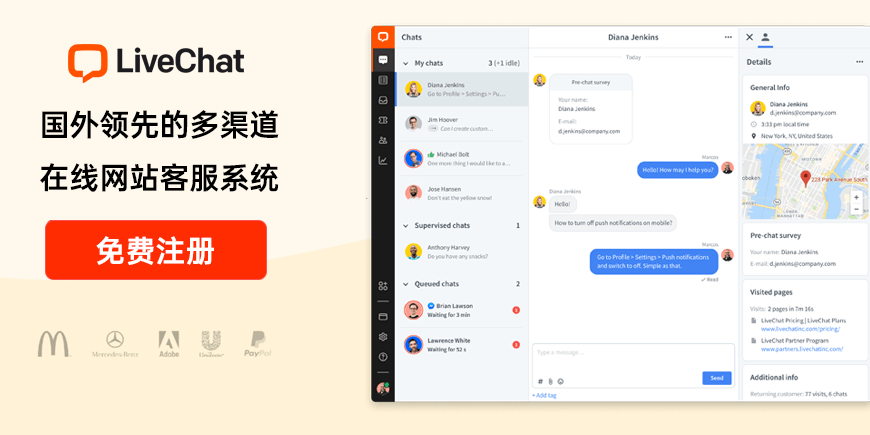 LiveChat
国外领先的多渠道
在线网站客服系统
免费注册
Mercedes-Benz
Adobe
Unilever
PayPal
Chats
My chats
3 (+1 idle)
Diana Jenkins
Go to Profile > Settings > Pu...
Jim Hoover
Can I create custom...
Michael Bolt
One more thing I would like to a...
Jose Hansen
Don't eat the yellow snow!
Supervised chats
1
Anthony Harvey
Do you have any snacks?
Queued chats
2
Brian Lawson
Waiting for 3 min
Lawrence White
Waiting for 52 s
Diana Jenkins
Today
Pre-chat survey
Your name:
Diana Jenkins
E-mail:
d.jenkins@company.com
Marcos
Hello! How may I help you?
Diana Jenkins
Hello!
How to turn off push notifications on mobile?
Marcos
Go to Profile > Settings > Push notifications
and switch to off. Simple as that.
✓ Read
Type a message...
#
Send
+ Add tag
Details
General Info
Diana Jenkins
d.jenkins@company.com
3:33 pm local time
New York, NY, United States
228 Park Avenue South
Pre-chat survey
Your name: Diana Jenkins
E-mail: d.jenkins@company.com
Visited pages
Visits: 2 pages in 7m 16s
LiveChat Pricing | LiveChat Plans
www.livechatinc.com/pricing/
LiveChat Partner Program
www.partners.livechatinc.com/
Additional info
Returning customer: 77 visits, 6 chats